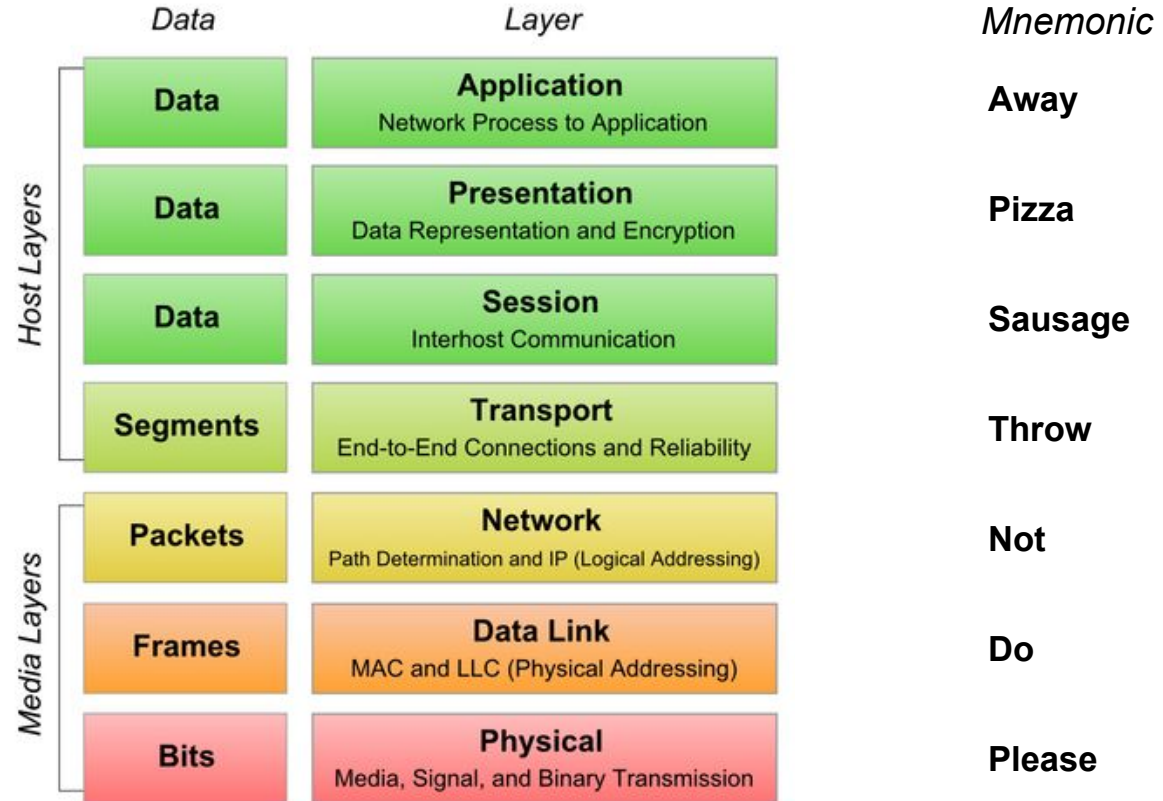 Data
Layer
Mnemonic
Host Layers
Data
Application
Network Process to Application
Away
Data
Presentation
Data Representation and Encryption
Pizza
Data
Session
Interhost Communication
Sausage
Segments
Transport
End-to-End Connections and Reliability
Throw
Media Layers
Packets
Network
Path Determination and IP (Logical Addressing)
Not
Frames
Data Link
MAC and LLC (Physical Addressing)
Do
Bits
Physical
Media, Signal, and Binary Transmission
Please